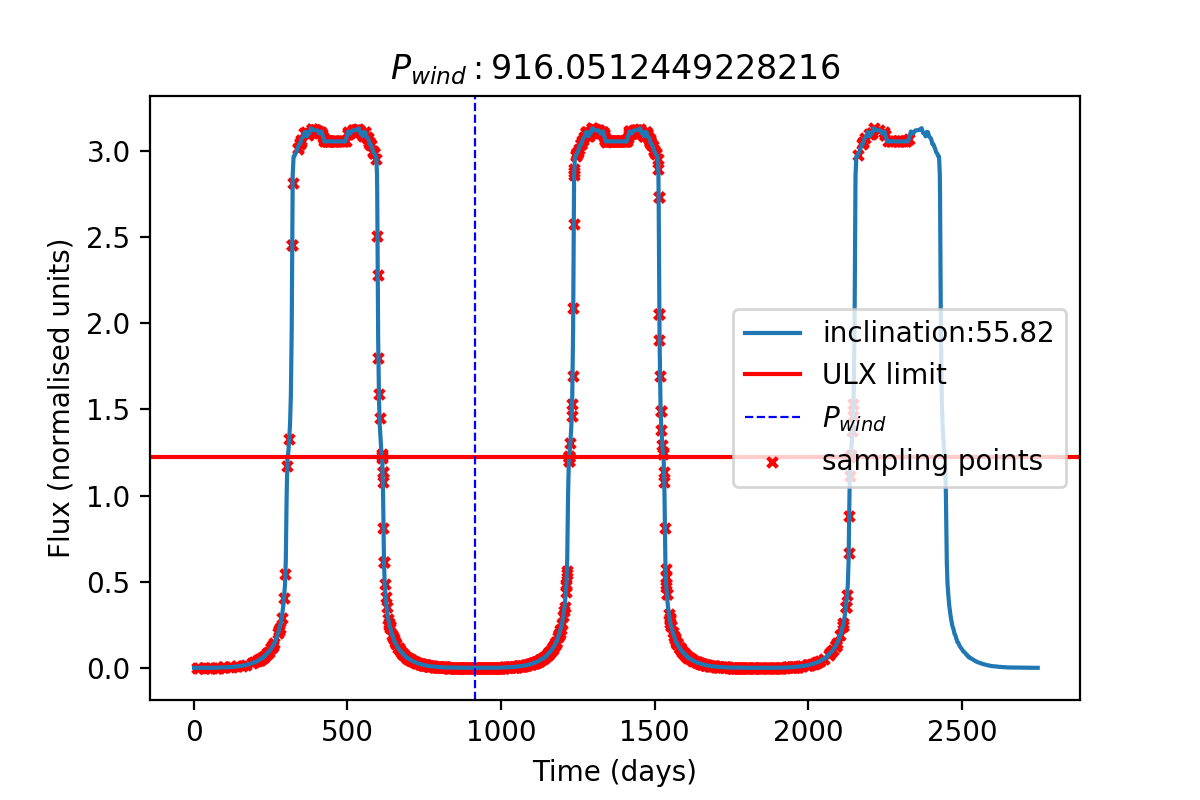 P_wind : 916.0512449228216
Flux (normalised units)
3.0
2.5
2.0
1.5
1.0
0.5
0.0
inclination:55.82
ULX limit
P_wind
sampling points
0 500 1000 1500 2000 2500
Time (days)